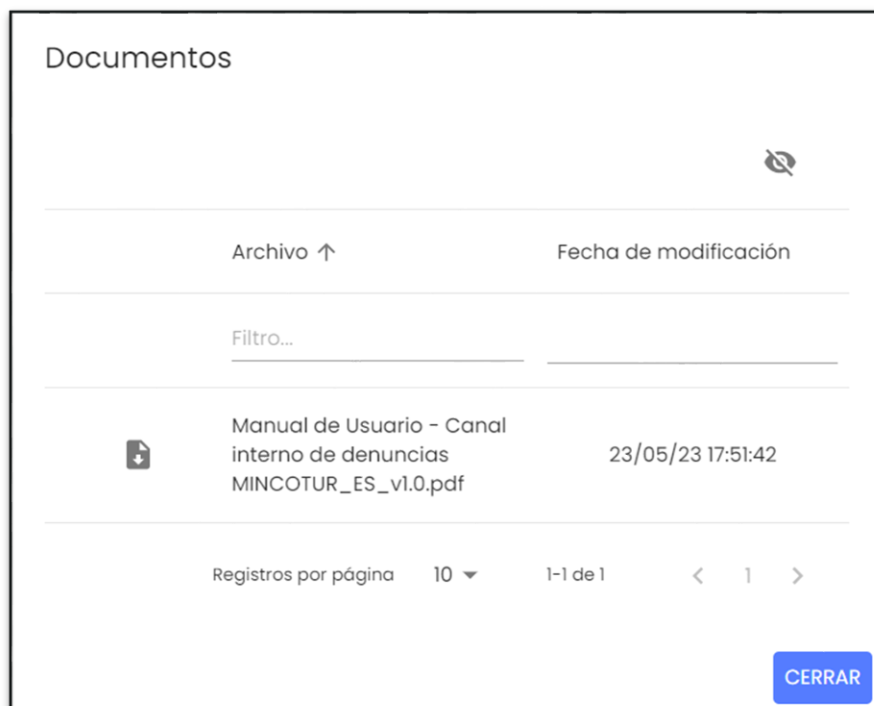 Documentos
Archivo ↑ Fecha de modificación
Filtro...
Manual de Usuario - Canal
interno de denuncias
MINCOTUR_ES_v1.0.pdf
23/05/23 17:51:42
Registros por página 10 1-1 de 1 < 1 >
CERRAR